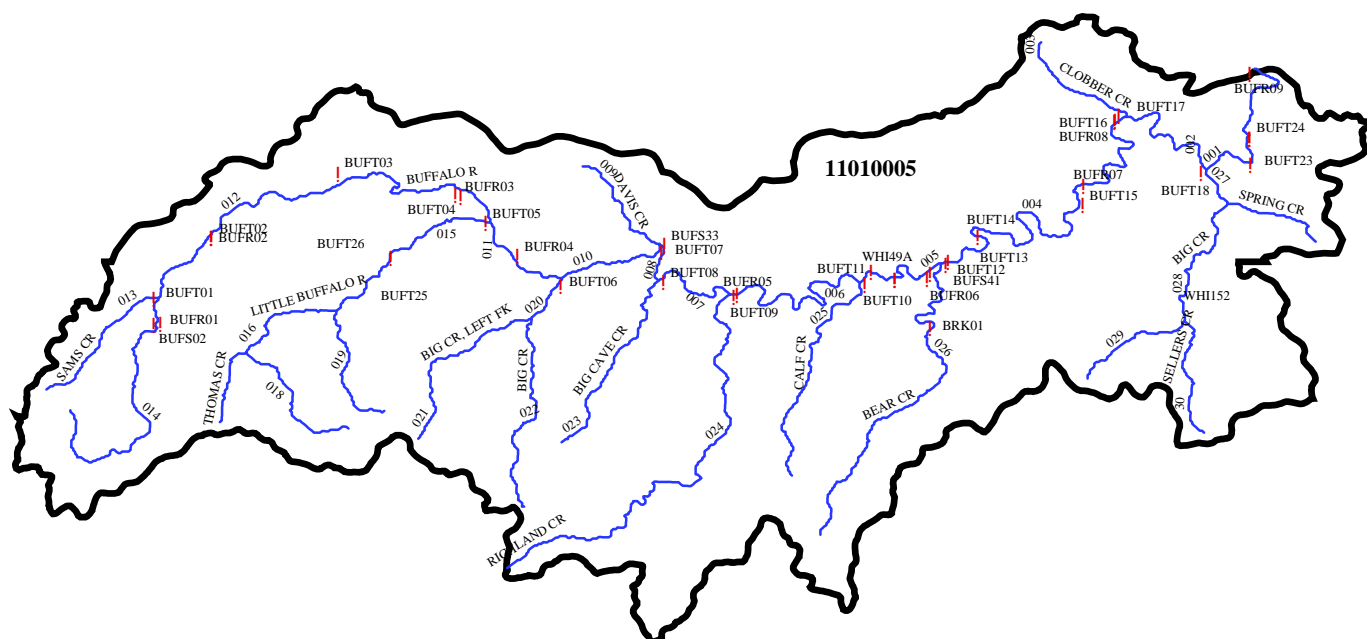 003
CLOBBER CR
BUFR09
BUFT17
BUFT16
BUFR08
BUFT24
002
001
BUFT23
11010005
027
BUFT18
BUFT03
BUFFALO R
BUFR03
009
DAVIS CR
BUFR07
BUFT15
SPRING CR
012
BUFT04
BUFT05
004
BUFT14
BUFT02
BUFR02
015
BUFT26
011
BUFR04
BUFS33
BUFT07
BIG CR
BUFT13
010
008
BUFT08
BUFT11
WHI49A
005
BUFT12
BUFS41
013
BUFT01
LITTLE BUFFALO R
BUFT25
BUFT06
007
BUFR05
BUFT09
006
BUFT10
BUFR06
028
WHI152
BUFR01
BUFS02
020
025
BRK01
016
BIG CR, LEFT FK
026
029
SELLERS CR
SAMS CR
THOMAS CR
019
BIG CR
BIG CAVE CR
CALF CR
018
014
021
022
023
024
BEAR CR
30
RICHLAND CR